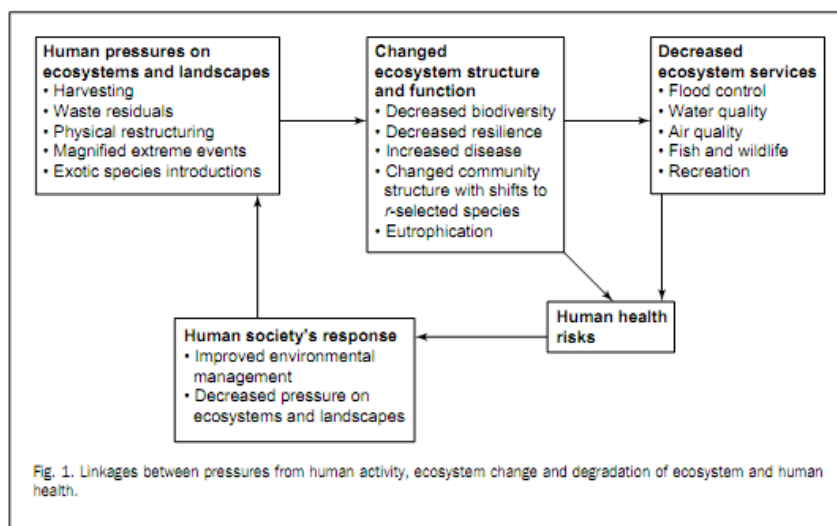 Human pressures on
ecosystems and landscapes
• Harvesting
• Waste residuals
• Physical restructuring
• Magnified extreme events
• Exotic species introductions
Changed
ecosystem structure
and function
• Decreased biodiversity
• Decreased resilience
• Increased disease
• Changed community
structure with shifts to
r-selected species
• Eutrophication
Decreased
ecosystem services
• Flood control
• Water quality
• Air quality
• Fish and wildlife
• Recreation
Human health
risks
Human society's response
• Improved environmental
management
• Decreased pressure on
ecosystems and landscapes
Fig. 1. Linkages between pressures from human activity, ecosystem change and degradation of ecosystem and human
health.